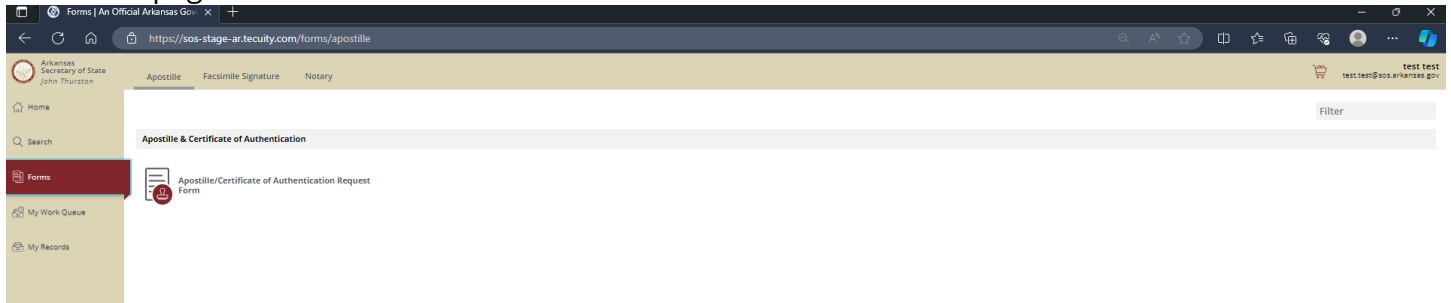 Forms | An Official Arkansas Gov
https://sos-stage-ar.tecuity.com/forms/apostille
Arkansas
Secretary of State
John Thurston
Apostille
Facsimile Signature
Notary
test test
test.test@sos.arkansas.gov
Home
Filter
Search
Apostille & Certificate of Authentication
Forms
Apostille/Certificate of Authentication Request
Form
My Work Queue
My Records